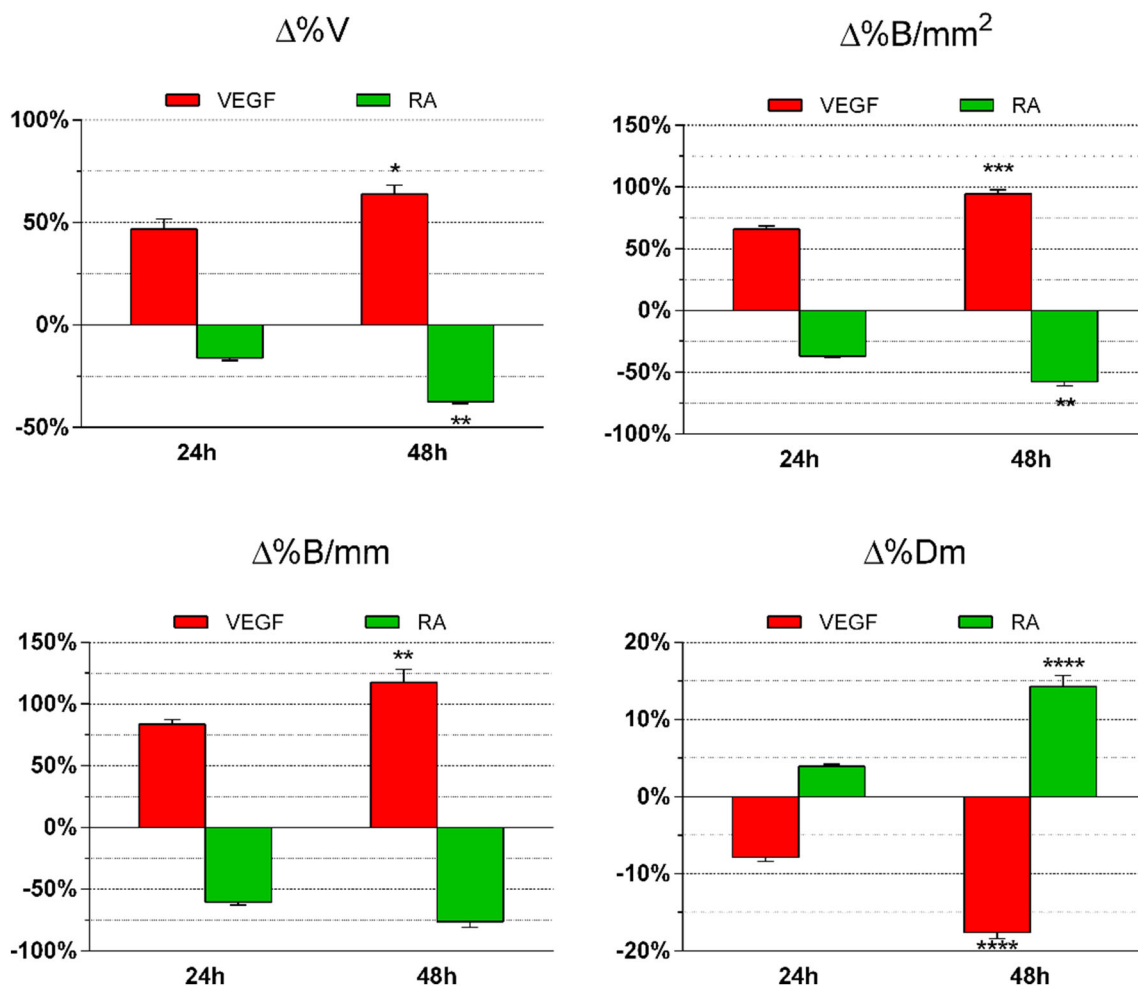 Δ%V
VEGF RA
100%
*
50%
0%
-50%
**
24h 48h
Δ%B/mm²
VEGF RA
150%
***
100%
50%
0%
-50%
**
-100%
24h 48h
Δ%B/mm
VEGF RA
150%
**
100%
50%
0%
-50%
-100%
24h 48h
Δ%Dm
VEGF RA
20%
****
10%
0%
-10%
-20%
****
24h 48h